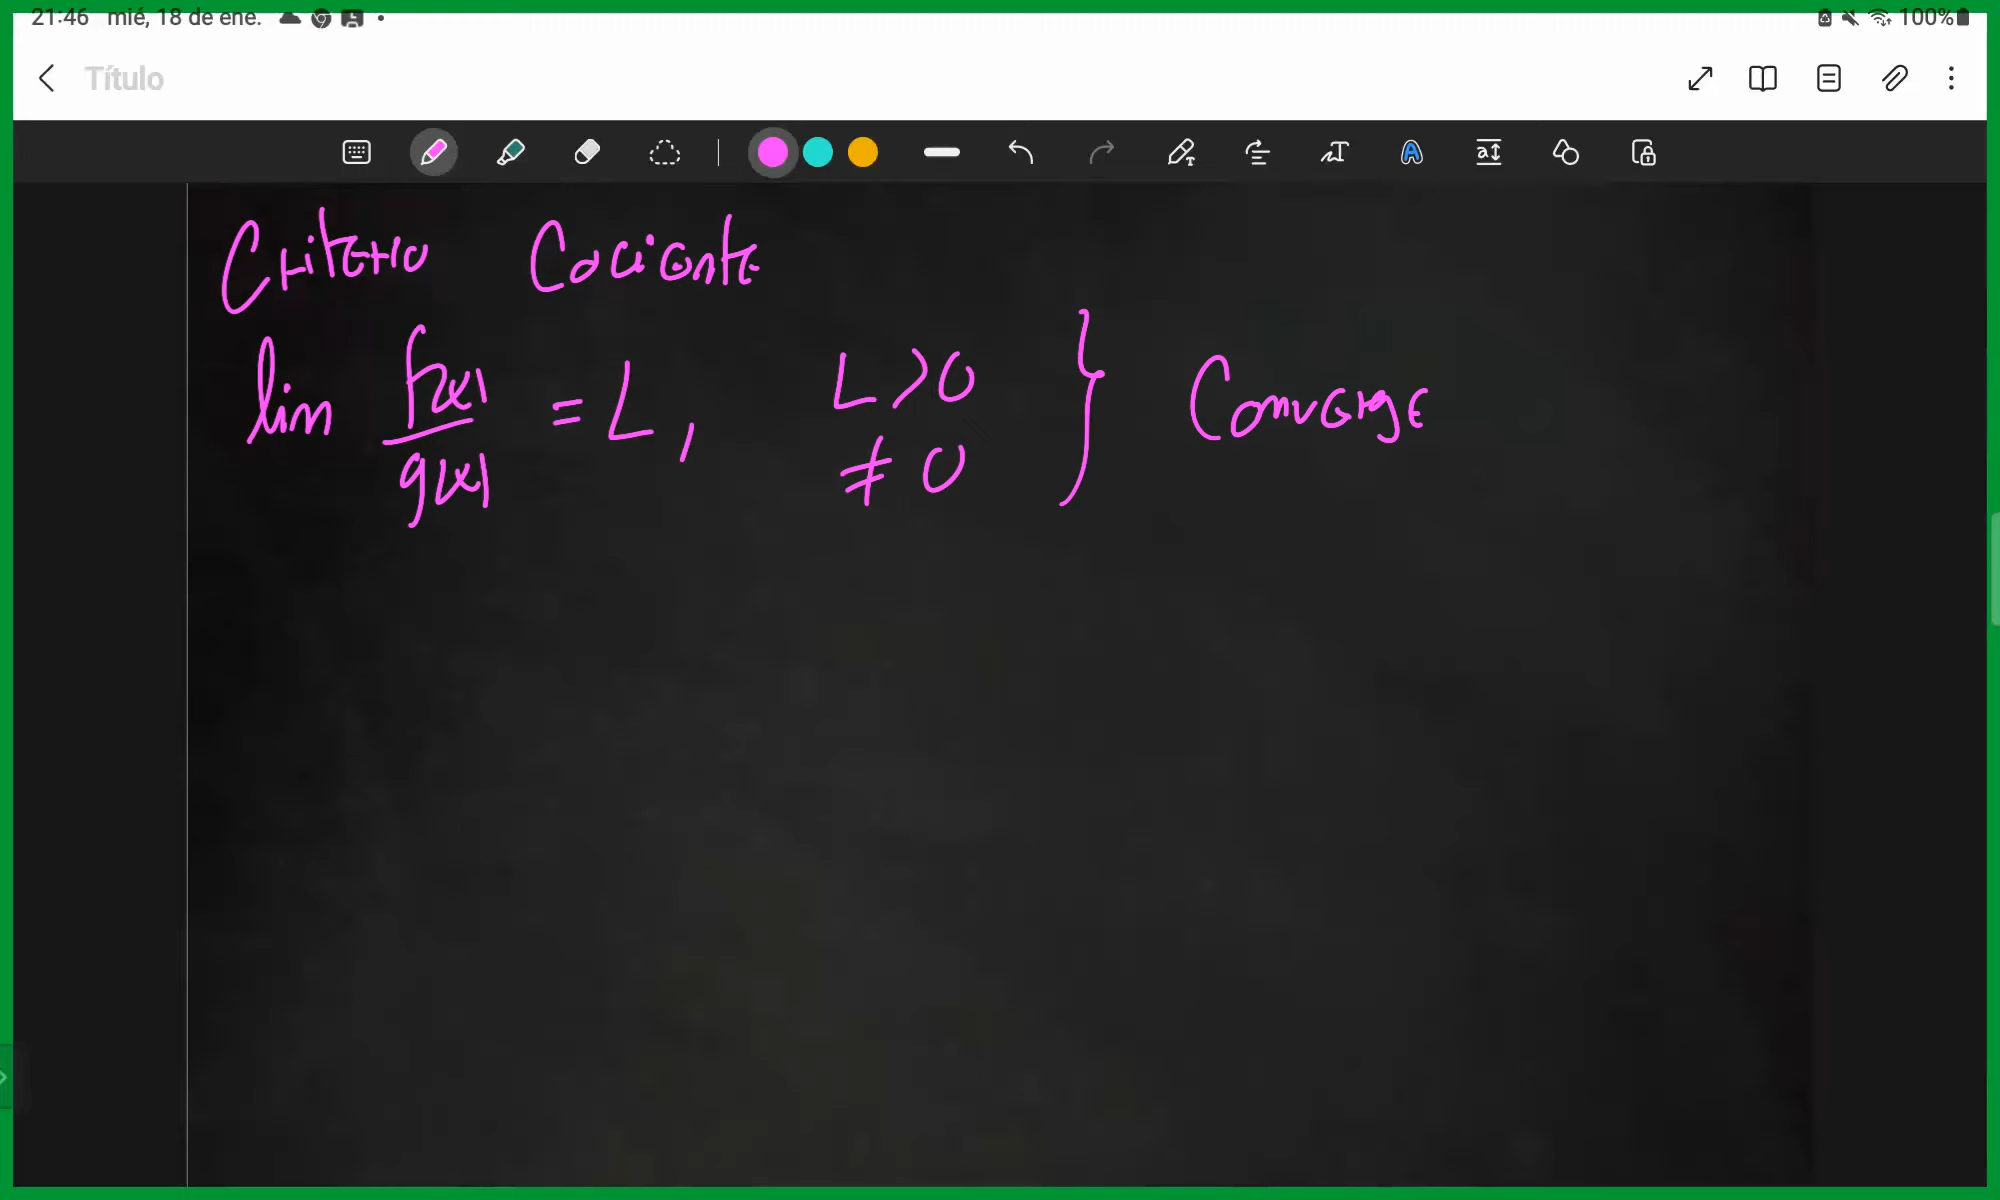 21:46 mié, 18 de ene. 100%
Título
Criterio Cociente
lim f(x)/g(x) = L, L>0 ≠ 0 } Converge